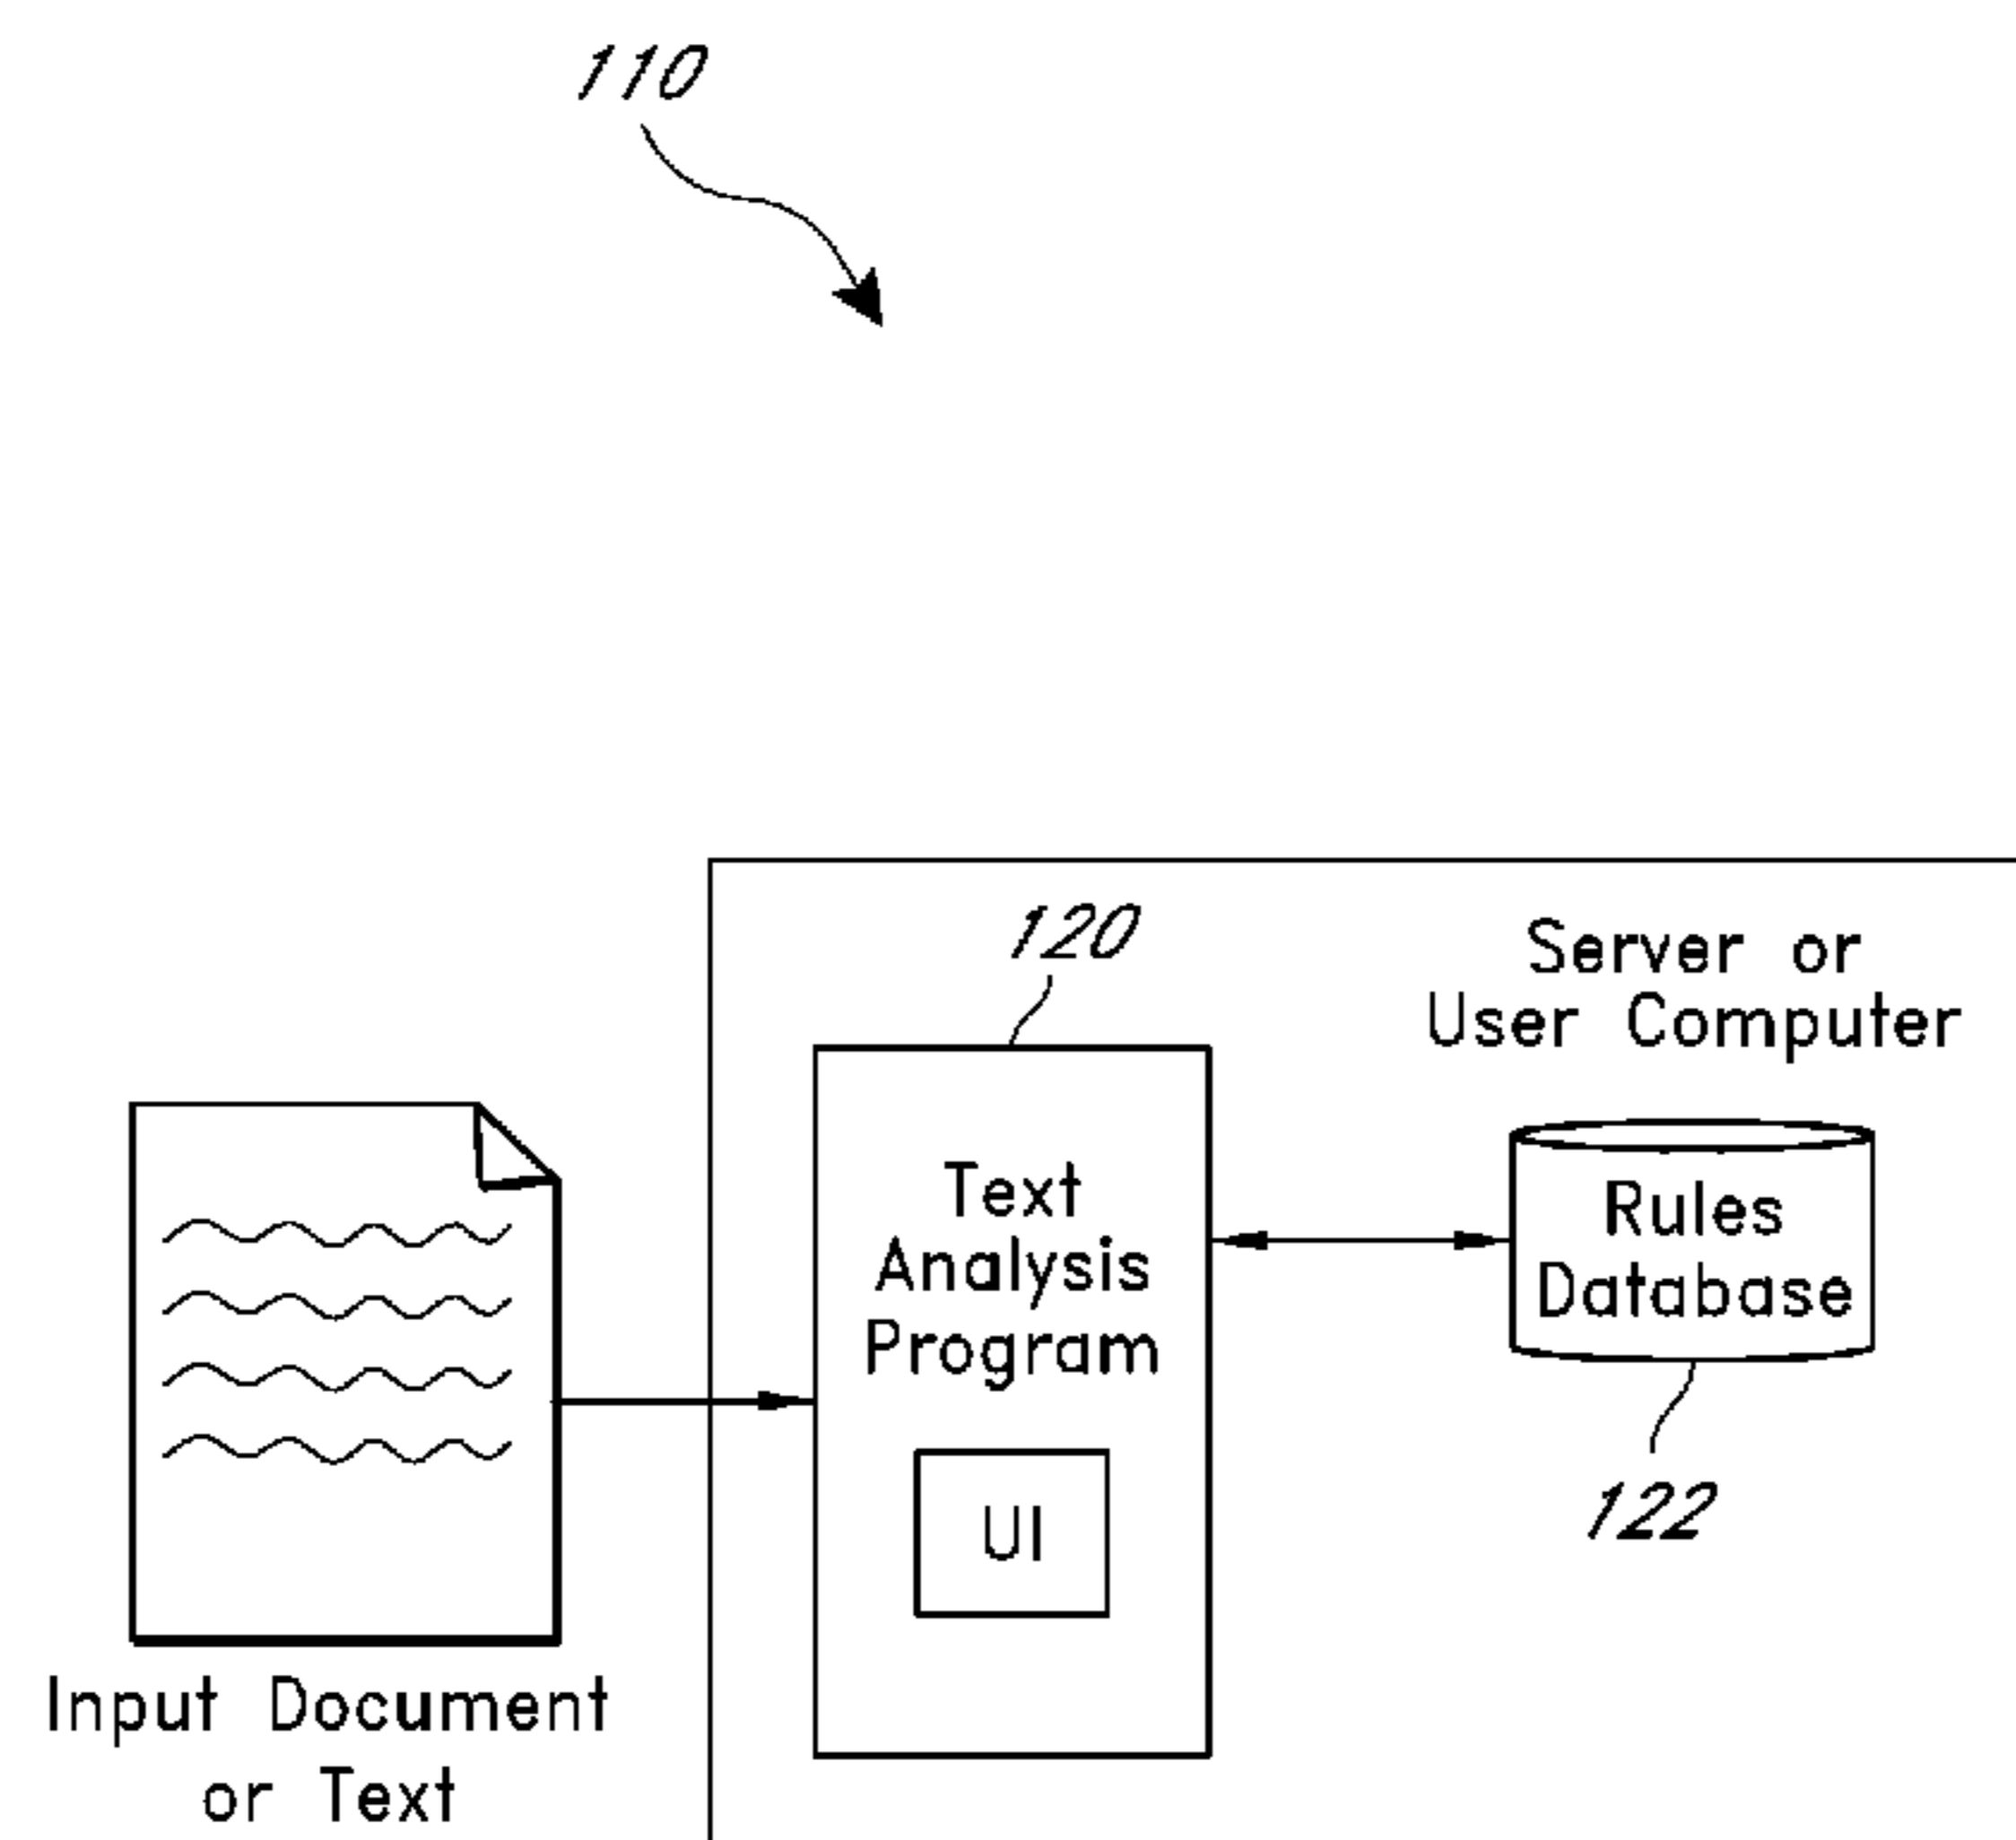 110
120
Server or
User Computer
Text
Analysis
Program
UI
Rules
Database
122
Input Document
or Text